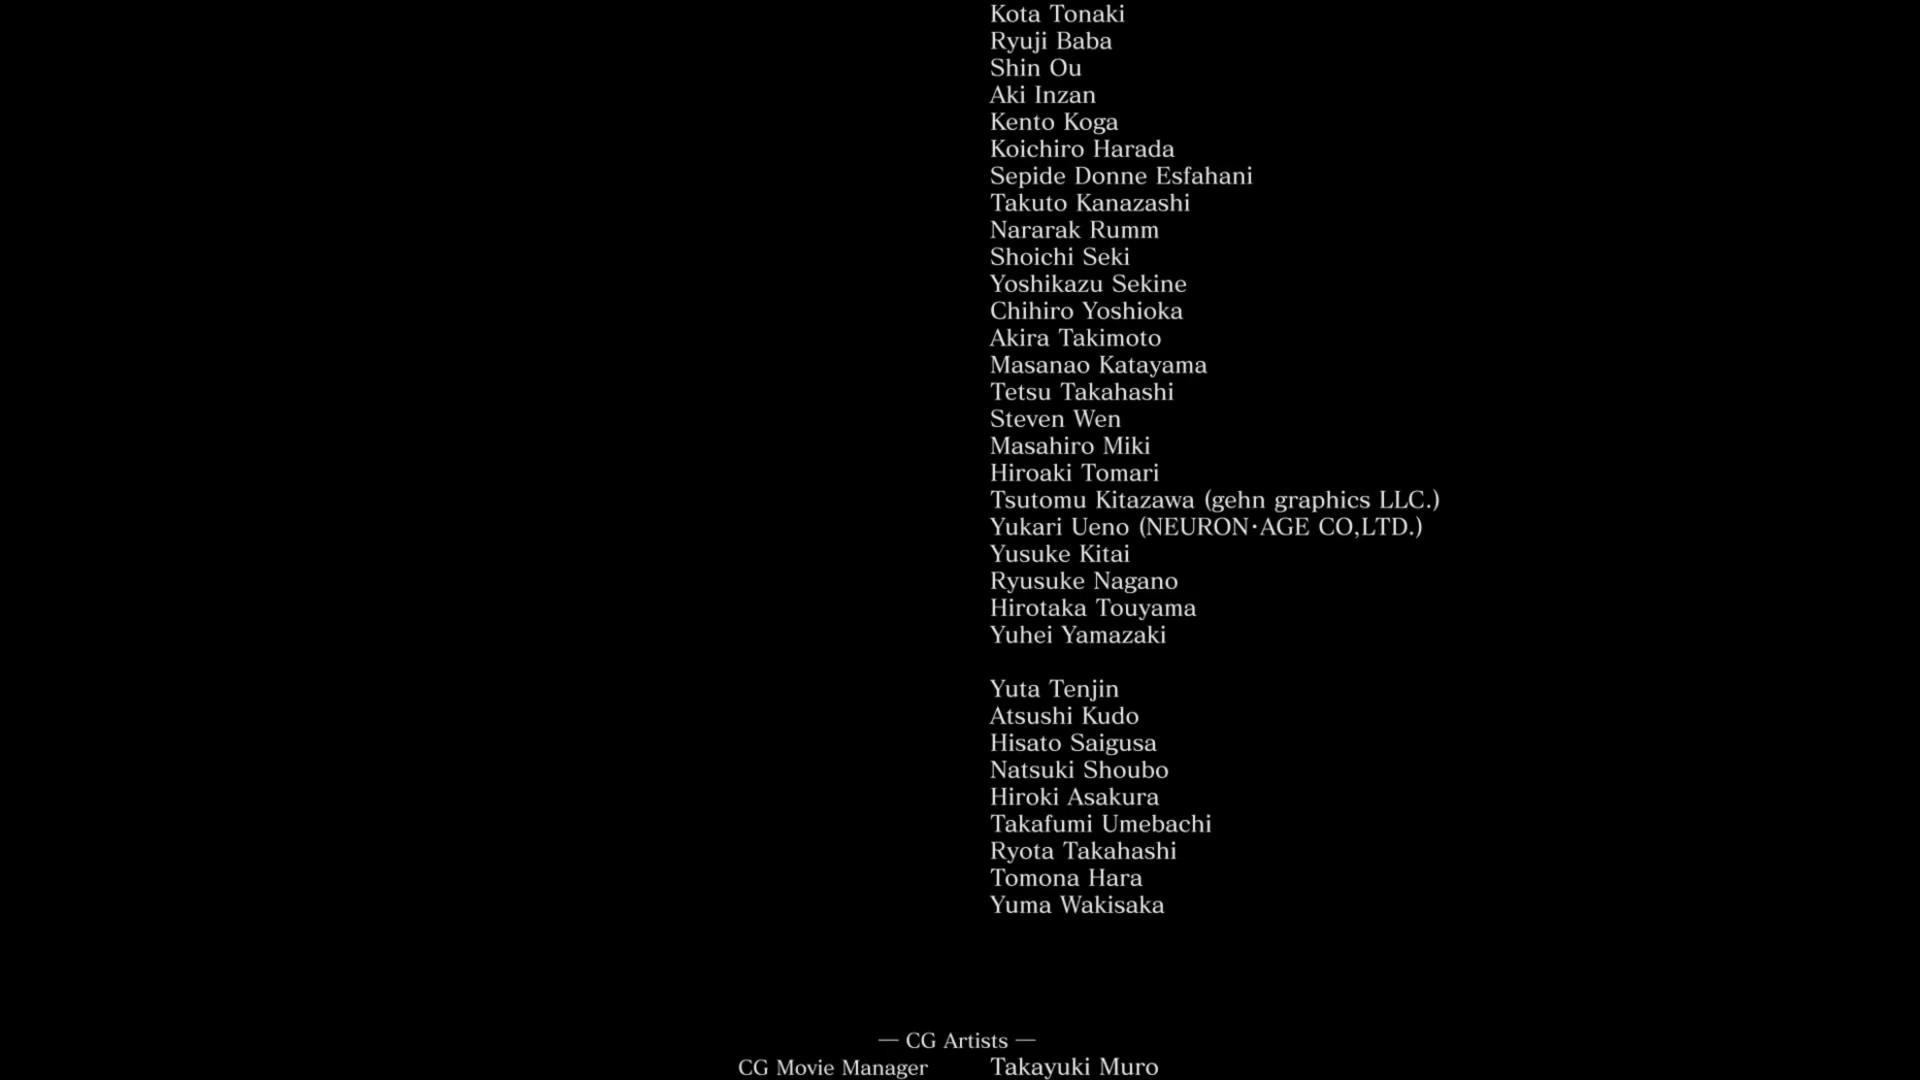 Kota Tonaki
Ryuji Baba
Shin Ou
Aki Inzan
Kento Koga
Koichiro Harada
Sepide Donne Esfahani
Takuto Kanazashi
Nararak Rumm
Shoichi Seki
Yoshikazu Sekine
Chihiro Yoshioka
Akira Takimoto
Masanao Katayama
Tetsu Takahashi
Steven Wen
Masahiro Miki
Hiroaki Tomari
Tsutomu Kitazawa (gehn graphics LLC.)
Yukari Ueno (NEURON・AGE CO,LTD.)
Yusuke Kitai
Ryusuke Nagano
Hirotaka Touyama
Yuhei Yamazaki
Yuta Tenjin
Atsushi Kudo
Hisato Saigusa
Natsuki Shoubo
Hiroki Asakura
Takafumi Umebachi
Ryota Takahashi
Tomona Hara
Yuma Wakisaka
— CG Artists —
CG Movie Manager Takayuki Muro